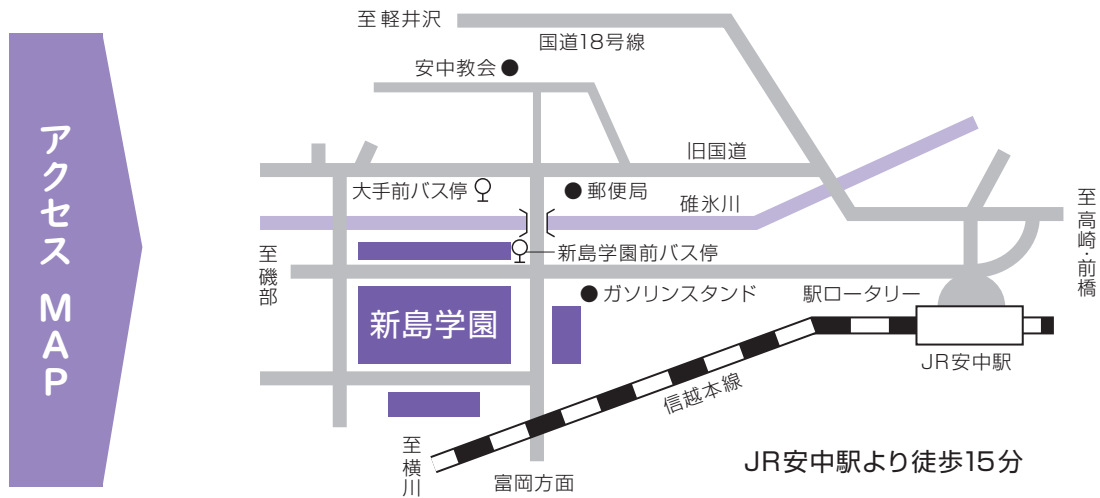 アクセス MAP
至軽井沢
国道18号線
安中教会
旧国道
大手前バス停
郵便局
碓氷川
至高崎・前橋
至磯部
新島学園前バス停
ガソリンスタンド
駅ロータリー
新島学園
JR安中駅
信越本線
至横川
富岡方面
JR安中駅より徒歩15分